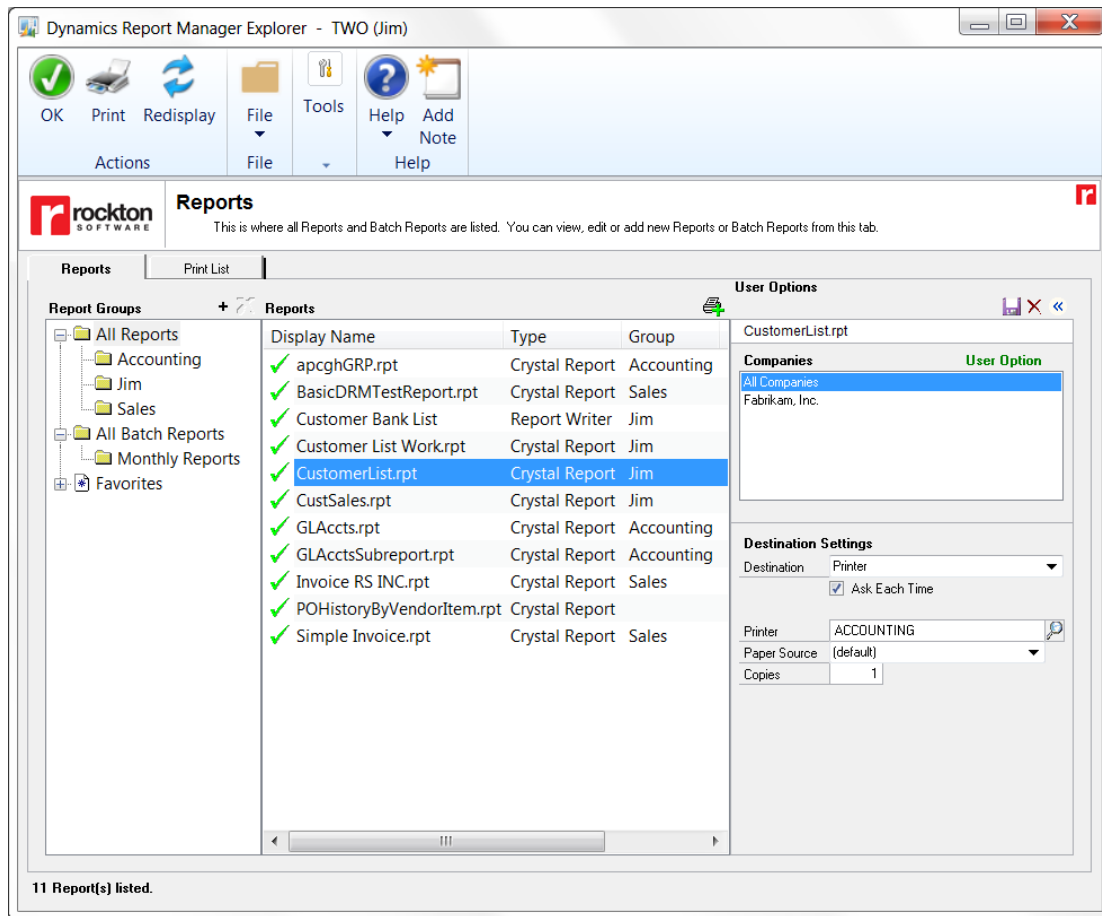 Dynamics Report Manager Explorer - TWO (Jim)
OK Print Redisplay File Tools Help Add Note
Actions File Help
rockton
SOFTWARE
Reports
This is where all Reports and Batch Reports are listed. You can view, edit or add new Reports or Batch Reports from this tab.
Reports Print List
Report Groups
All Reports
Accounting
Jim
Sales
All Batch Reports
Monthly Reports
Favorites
Reports
Display Name Type Group
apcghGRP.rpt Crystal Report Accounting
BasicDRMTestReport.rpt Crystal Report Sales
Customer Bank List Report Writer Jim
Customer List Work.rpt Crystal Report Jim
CustomerList.rpt Crystal Report Jim
CustSales.rpt Crystal Report Jim
GLAccts.rpt Crystal Report Accounting
GLAcctsSubreport.rpt Crystal Report Accounting
Invoice RS INC.rpt Crystal Report Sales
POHistoryByVendorItem.rpt Crystal Report
Simple Invoice.rpt Crystal Report Sales
User Options
CustomerList.rpt
Companies User Option
All Companies
Fabrikam, Inc.
Destination Settings
Destination Printer
Ask Each Time
Printer ACCOUNTING
Paper Source (default)
Copies 1
11 Report(s) listed.